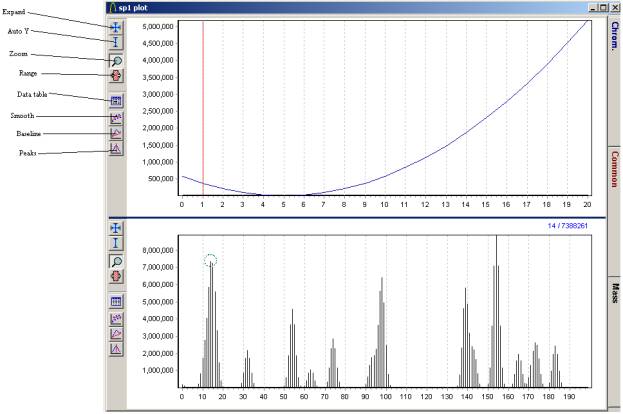 sp1 plot
Expand
Auto Y
Zoom
Range
Data table
Smooth
Baseline
Peaks
5,000,000
4,500,000
4,000,000
3,500,000
3,000,000
2,500,000
2,000,000
1,500,000
1,000,000
500,000
0 1 2 3 4 5 6 7 8 9 10 11 12 13 14 15 16 17 18 19 20
Chrom.
Common
Mass
14 / 7388261
8,000,000
7,000,000
6,000,000
5,000,000
4,000,000
3,000,000
2,000,000
1,000,000
0 10 20 30 40 50 60 70 80 90 100 110 120 130 140 150 160 170 180 190